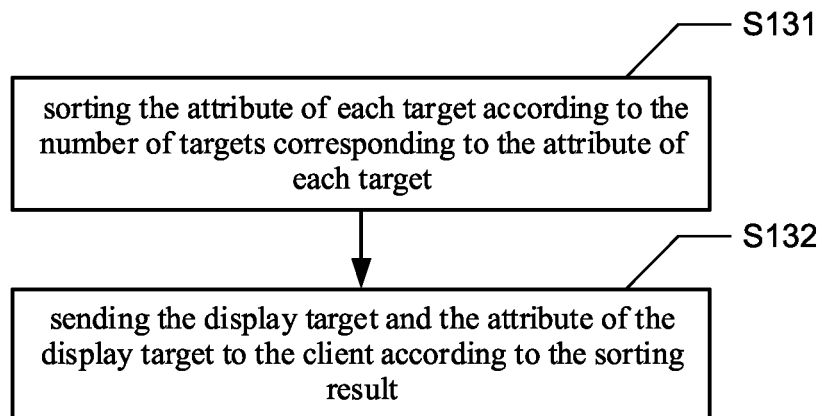 S131
sorting the attribute of each target according to the
number of targets corresponding to the attribute of
each target
S132
sending the display target and the attribute of the
display target to the client according to the sorting
result